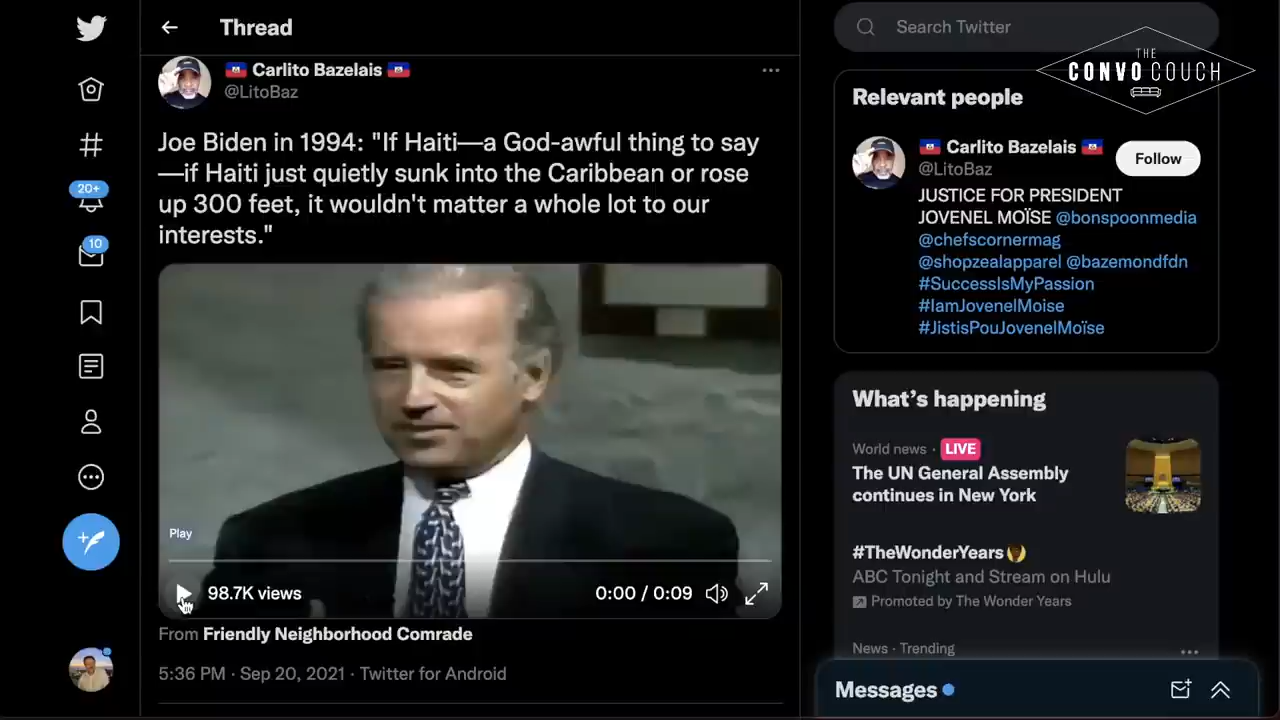 Thread
Carlito Bazelais
@LitoBaz
Joe Biden in 1994: "If Haiti—a God-awful thing to say
—if Haiti just quietly sunk into the Caribbean or rose
up 300 feet, it wouldn't matter a whole lot to our
interests."
Play
98.7K views
0:00 / 0:09
From Friendly Neighborhood Comrade
5:36 PM · Sep 20, 2021 · Twitter for Android
20+
10
Search Twitter
THE
CONVO COUCH
Relevant people
Carlito Bazelais
@LitoBaz
Follow
JUSTICE FOR PRESIDENT
JOVENEL MOÏSE @bonspoonmedia
@chefscornermag
@shopzealapparel @bazemondfdn
#SuccessIsMyPassion
#IamJovenelMoise
#JistisPouJovenelMoïse
What's happening
World news · LIVE
The UN General Assembly
continues in New York
#TheWonderYears
ABC Tonight and Stream on Hulu
Promoted by The Wonder Years
News · Trending
Messages